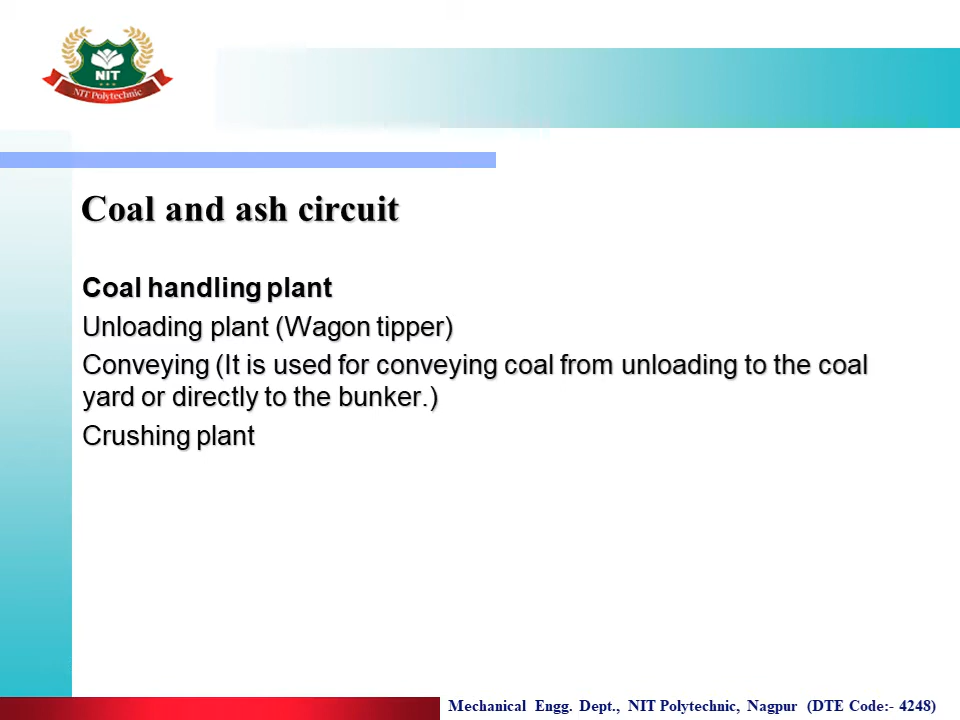 NIT
NIT Polytechnic
Coal and ash circuit
Coal handling plant
Unloading plant (Wagon tipper)
Conveying (It is used for conveying coal from unloading to the coal
yard or directly to the bunker.)
Crushing plant
Mechanical Engg. Dept., NIT Polytechnic, Nagpur (DTE Code:- 4248)